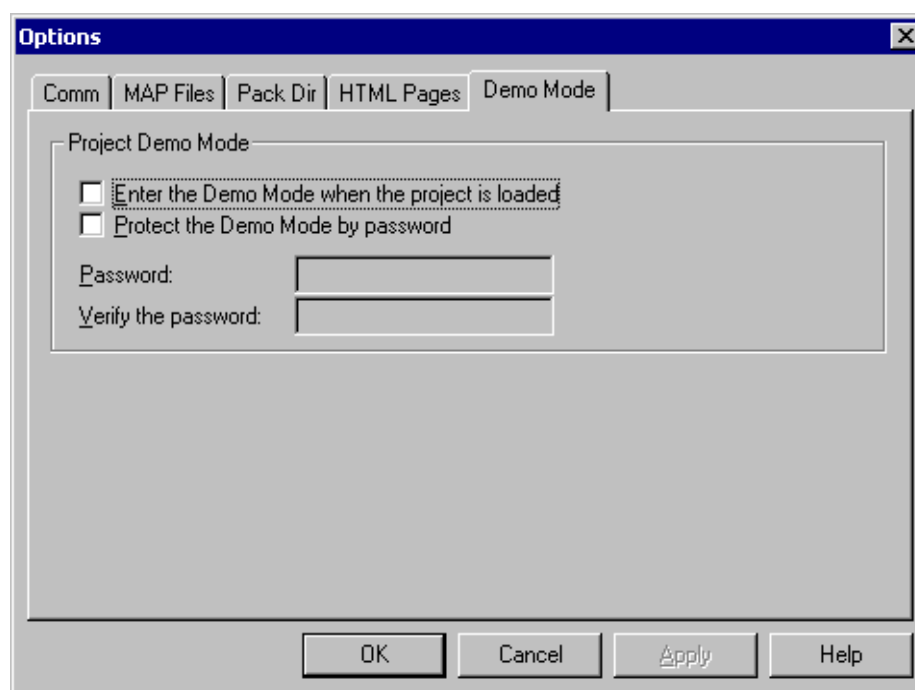 Options
Comm MAP Files Pack Dir HTML Pages Demo Mode
Project Demo Mode
Enter the Demo Mode when the project is loaded
Protect the Demo Mode by password
Password:
Verify the password:
OK Cancel Apply Help